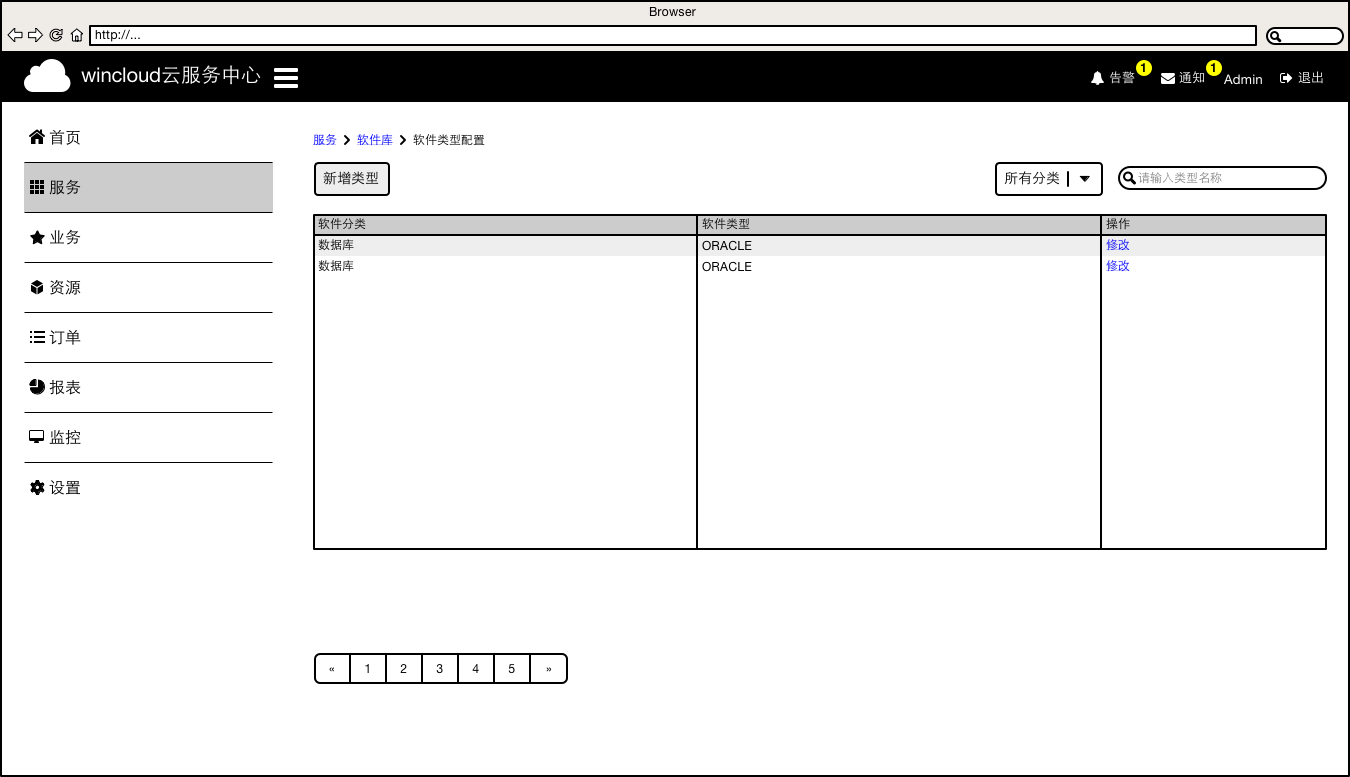 Browser
http://...
wincloud云服务中心
告警 1 通知 1 Admin 退出
首页
服务
业务
资源
订单
报表
监控
设置
服务 软件库 软件类型配置
新增类型 所有分类 请输入类型名称
软件分类 软件类型 操作
数据库 ORACLE 修改
数据库 ORACLE 修改
« 1 2 3 4 5 »